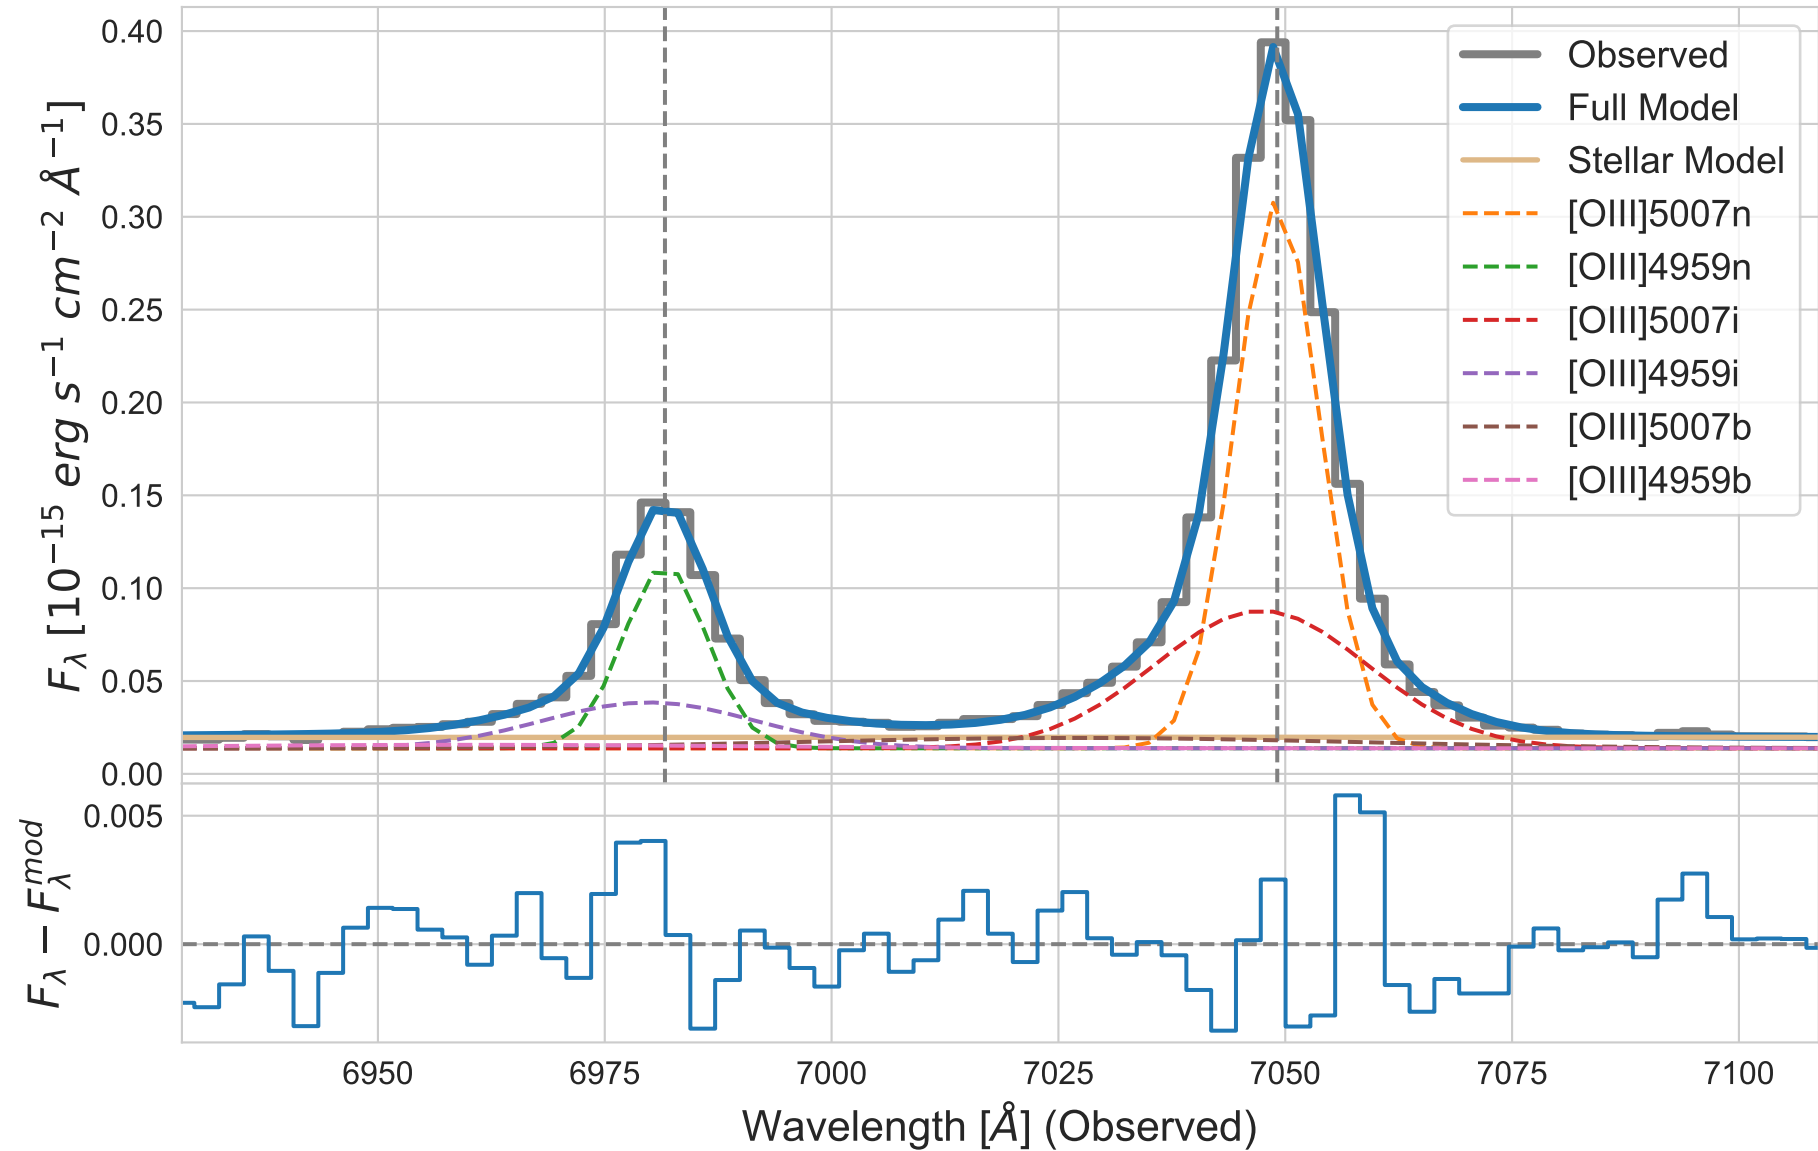 0.40
0.35
0.30
0.25
0.20
0.15
0.10
0.05
0.00
F_λ [10^−15 erg s^−1 cm^−2 Å^−1]
Observed
Full Model
Stellar Model
[OIII]5007n
[OIII]4959n
[OIII]5007i
[OIII]4959i
[OIII]5007b
[OIII]4959b
0.005
0.000
F_λ − F_λ^mod
6950 6975 7000 7025 7050 7075 7100
Wavelength [Å] (Observed)